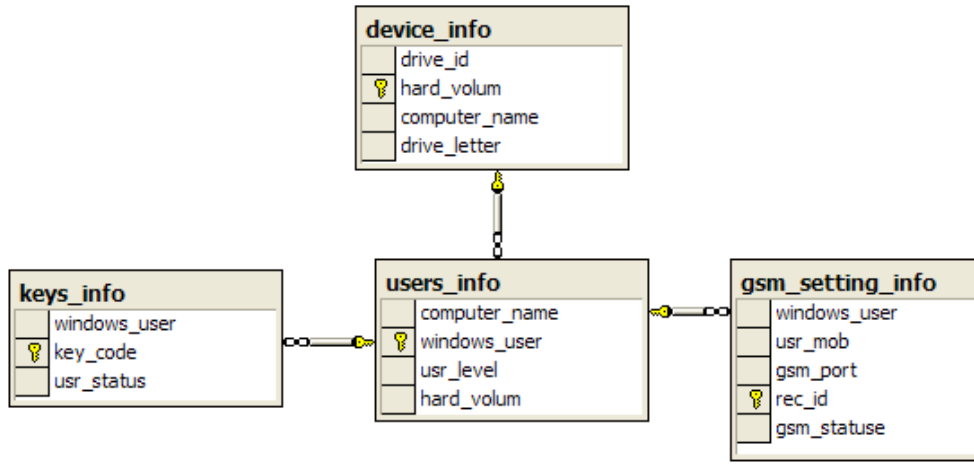 device_info
drive_id
hard_volum
computer_name
drive_letter
keys_info
windows_user
key_code
usr_status
users_info
computer_name
windows_user
usr_level
hard_volum
gsm_setting_info
windows_user
usr_mob
gsm_port
rec_id
gsm_statuse